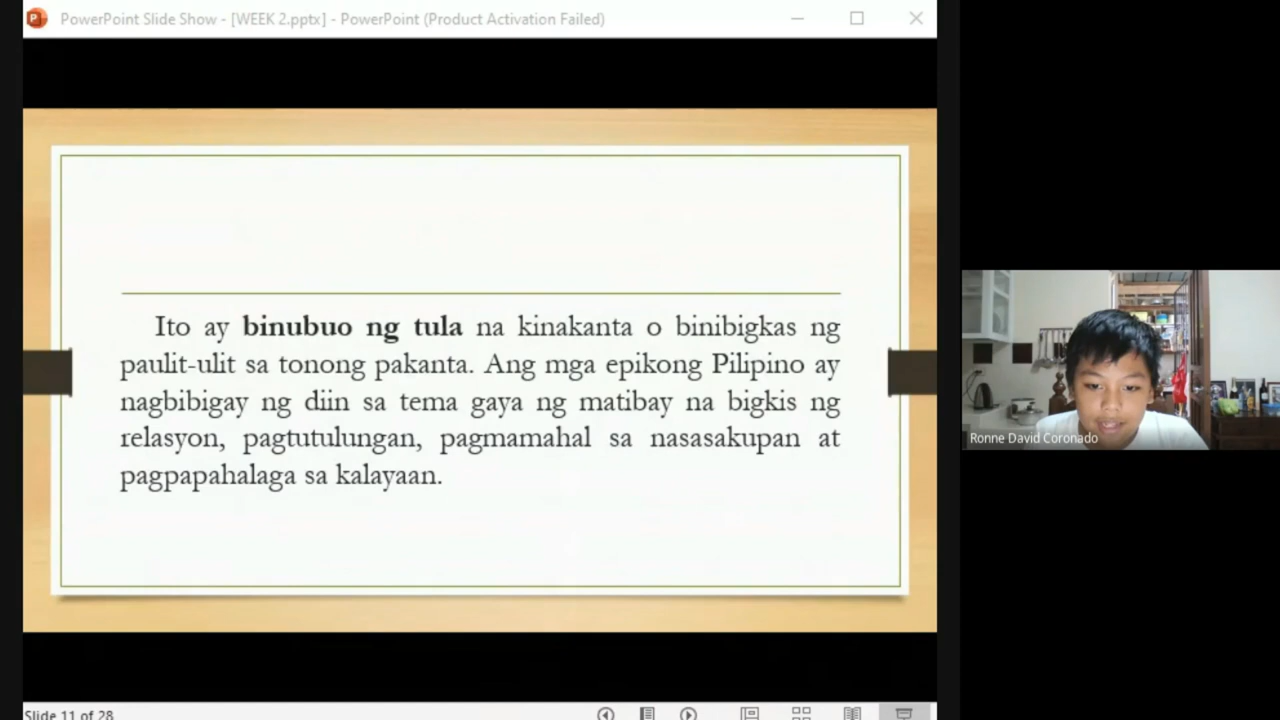 PowerPoint Slide Show - [WEEK 2.pptx] - PowerPoint (Product Activation Failed)
Ito ay binubuo ng tula na kinakanta o binibigkas ng
paulit-ulit sa tonong pakanta. Ang mga epikong Pilipino ay
nagbibigay ng diin sa tema gaya ng matibay na bigkis ng
relasyon, pagtutulungan, pagmamahal sa nasasakupan at
pagpapahalaga sa kalayaan.
Ronne David Coronado
Slide 11 of 28